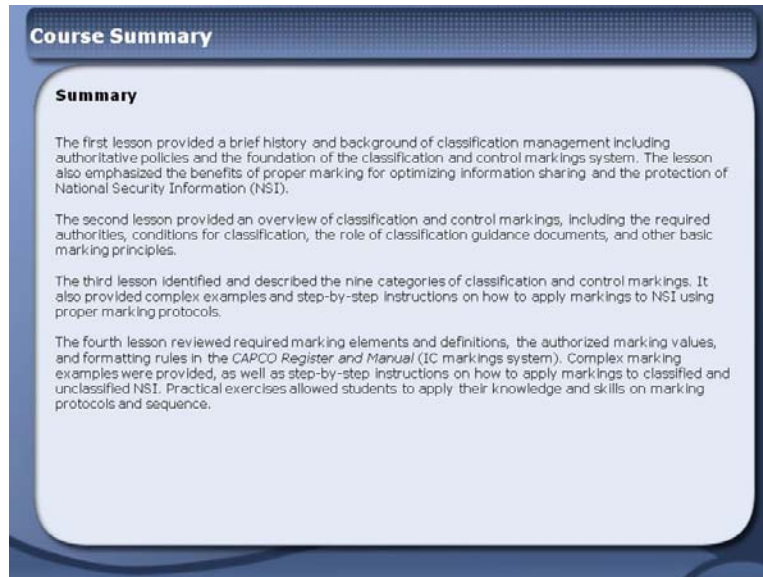 Course Summary
Summary
The first lesson provided a brief history and background of classification management including
authoritative policies and the foundation of the classification and control markings system. The lesson
also emphasized the benefits of proper marking for optimizing information sharing and the protection of
National Security Information (NSI).
The second lesson provided an overview of classification and control markings, including the required
authorities, conditions for classification, the role of classification guidance documents, and other basic
marking principles.
The third lesson identified and described the nine categories of classification and control markings. It
also provided complex examples and step-by-step instructions on how to apply markings to NSI using
proper marking protocols.
The fourth lesson reviewed required marking elements and definitions, the authorized marking values,
and formatting rules in the CAPCO Register and Manual (IC markings system). Complex marking
examples were provided, as well as step-by-step instructions on how to apply markings to classified and
unclassified NSI. Practical exercises allowed students to apply their knowledge and skills on marking
protocols and sequence.